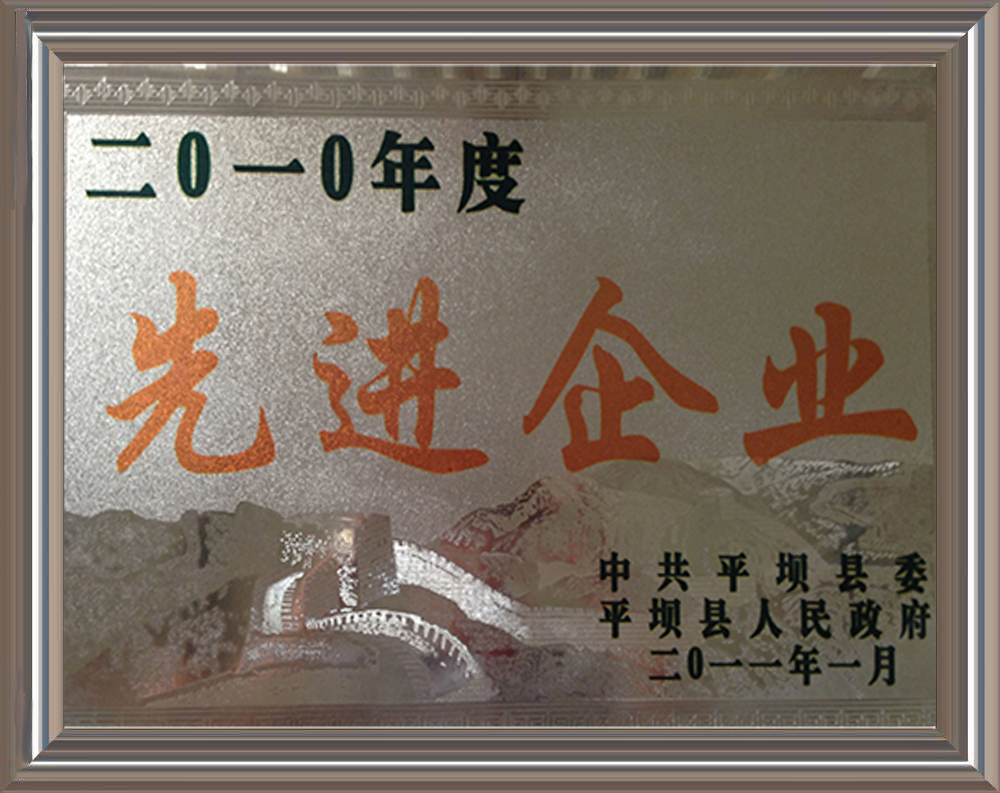 二0一0年度
先进企业
中共平坝县委
平坝县人民政府
二0一一年一月